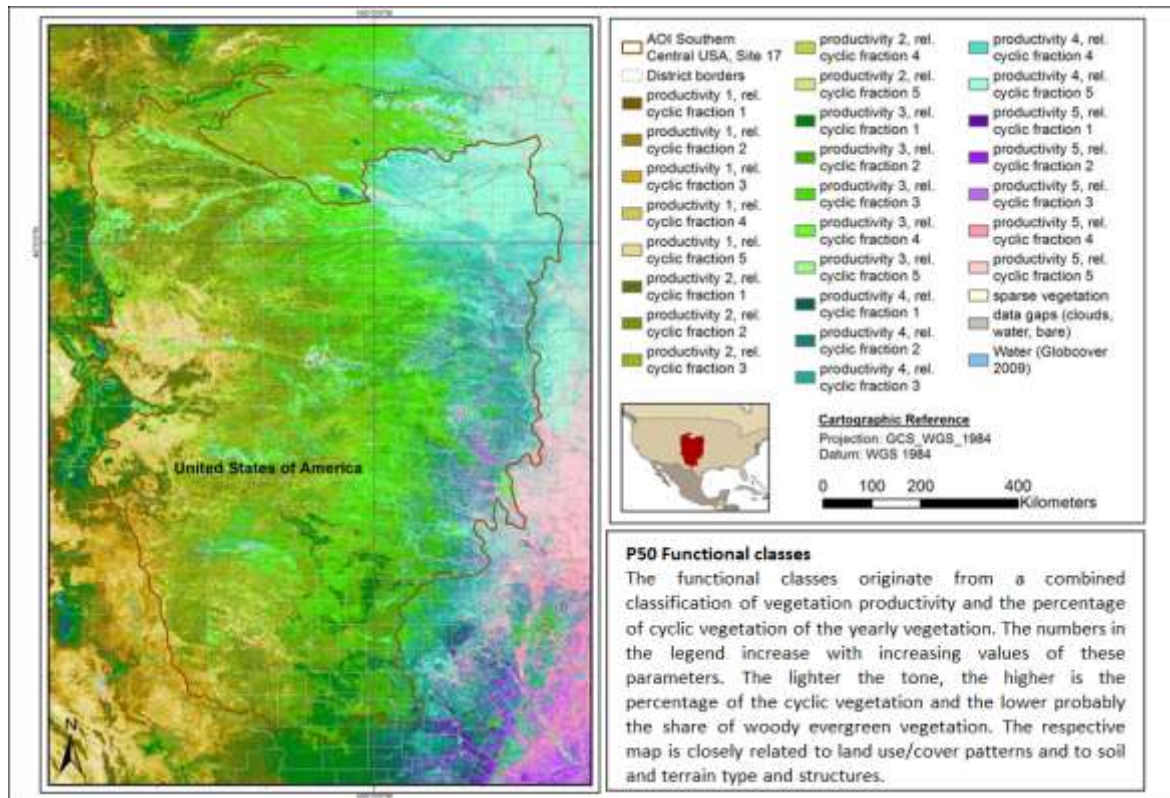 United States of America
N
AOI Southern
Central USA, Site 17
District borders
productivity 1, rel.
cyclic fraction 1
productivity 1, rel.
cyclic fraction 2
productivity 1, rel.
cyclic fraction 3
productivity 1, rel.
cyclic fraction 4
productivity 1, rel.
cyclic fraction 5
productivity 2, rel.
cyclic fraction 1
productivity 2, rel.
cyclic fraction 2
productivity 2, rel.
cyclic fraction 3
productivity 2, rel.
cyclic fraction 4
productivity 2, rel.
cyclic fraction 5
productivity 3, rel.
cyclic fraction 1
productivity 3, rel.
cyclic fraction 2
productivity 3, rel.
cyclic fraction 3
productivity 3, rel.
cyclic fraction 4
productivity 3, rel.
cyclic fraction 5
productivity 4, rel.
cyclic fraction 1
productivity 4, rel.
cyclic fraction 2
productivity 4, rel.
cyclic fraction 3
productivity 4, rel.
cyclic fraction 4
productivity 4, rel.
cyclic fraction 5
productivity 5, rel.
cyclic fraction 1
productivity 5, rel.
cyclic fraction 2
productivity 5, rel.
cyclic fraction 3
productivity 5, rel.
cyclic fraction 4
productivity 5, rel.
cyclic fraction 5
sparse vegetation
data gaps (clouds,
water, bare)
Water (Globcover
2009)
Cartographic Reference
Projection: GCS_WGS_1984
Datum: WGS 1984
0 100 200 400
Kilometers
P50 Functional classes
The functional classes originate from a combined
classification of vegetation productivity and the percentage
of cyclic vegetation of the yearly vegetation. The numbers in
the legend increase with increasing values of these
parameters. The lighter the tone, the higher is the
percentage of the cyclic vegetation and the lower probably
the share of woody evergreen vegetation. The respective
map is closely related to land use/cover patterns and to soil
and terrain type and structures.